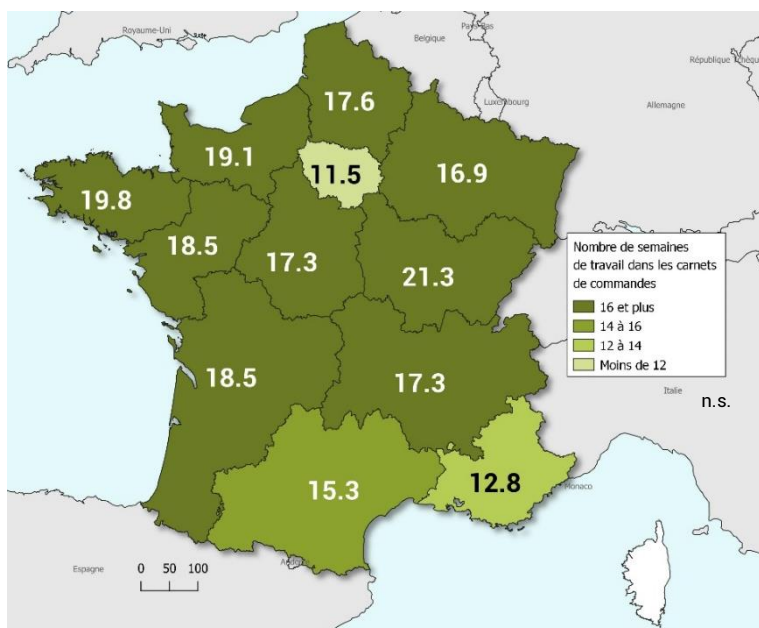 Royaume-Uni
Belgique
Pays-Bas
République Tchèque
Luxembourg
Allemagne
17.6
19.1
11.5
16.9
19.8
18.5
17.3
21.3
Nombre de semaines
de travail dans les carnets
de commandes
16 et plus
14 à 16
12 à 14
Moins de 12
18.5
17.3
Italie
n.s.
15.3
12.8
Monaco
Espagne
0 50 100